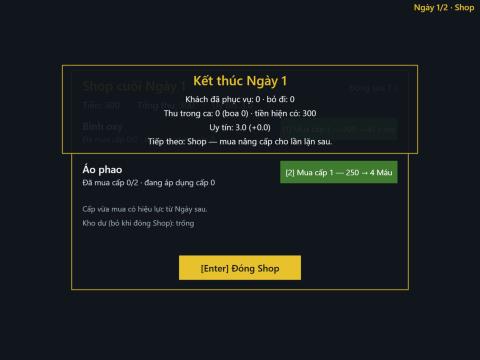 Ngày 1/2 · Shop
Shop cuối Ngày 1
Kết thúc Ngày 1
Khách đã phục vụ: 0 · bỏ đi: 0
Thu trong ca: 0 (boa 0) · tiền hiện có: 300
Uy tín: 3.0 (+0.0)
Tiếp theo: Shop — mua nâng cấp cho lần lặn sau.
Bình oxy
Áo phao
Đã mua cấp 0/2 · đang áp dụng cấp 0
[2] Mua cấp 1 — 250 → 4 Máu
Cấp vừa mua có hiệu lực từ Ngày sau.
Kho dư (bỏ khi đóng Shop): trống
[Enter] Đóng Shop